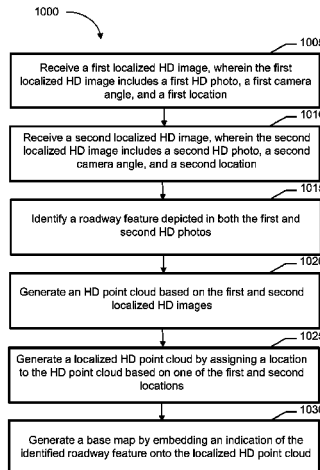 1000
1005
Receive a first localized HD image, wherein the first
localized HD image includes a first HD photo, a first camera
angle, and a first location
1010
Receive a second localized HD image, wherein the second
localized HD image includes a second HD photo, a second
camera angle, and a second location
1015
Identify a roadway feature depicted in both the first and
second HD photos
1020
Generate an HD point cloud based on the first and second
localized HD images
1025
Generate a localized HD point cloud by assigning a location
to the HD point cloud based on one of the first and second
locations
1030
Generate a base map by embedding an indication of the
identified roadway feature onto the localized HD point cloud